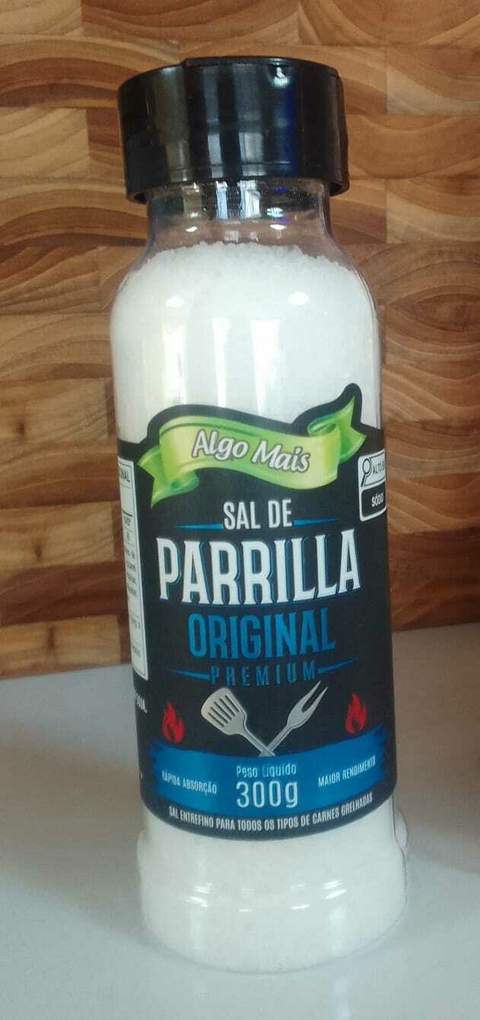 Algo Mais
SAL DE
PARRILLA
ORIGINAL
PREMIUM
RÁPIDA ABSORÇÃO
Peso Líquido
300g
MAIOR RENDIMENTO
SAL ENTREFINO PARA TODOS OS TIPOS DE CARNES GRELHADAS